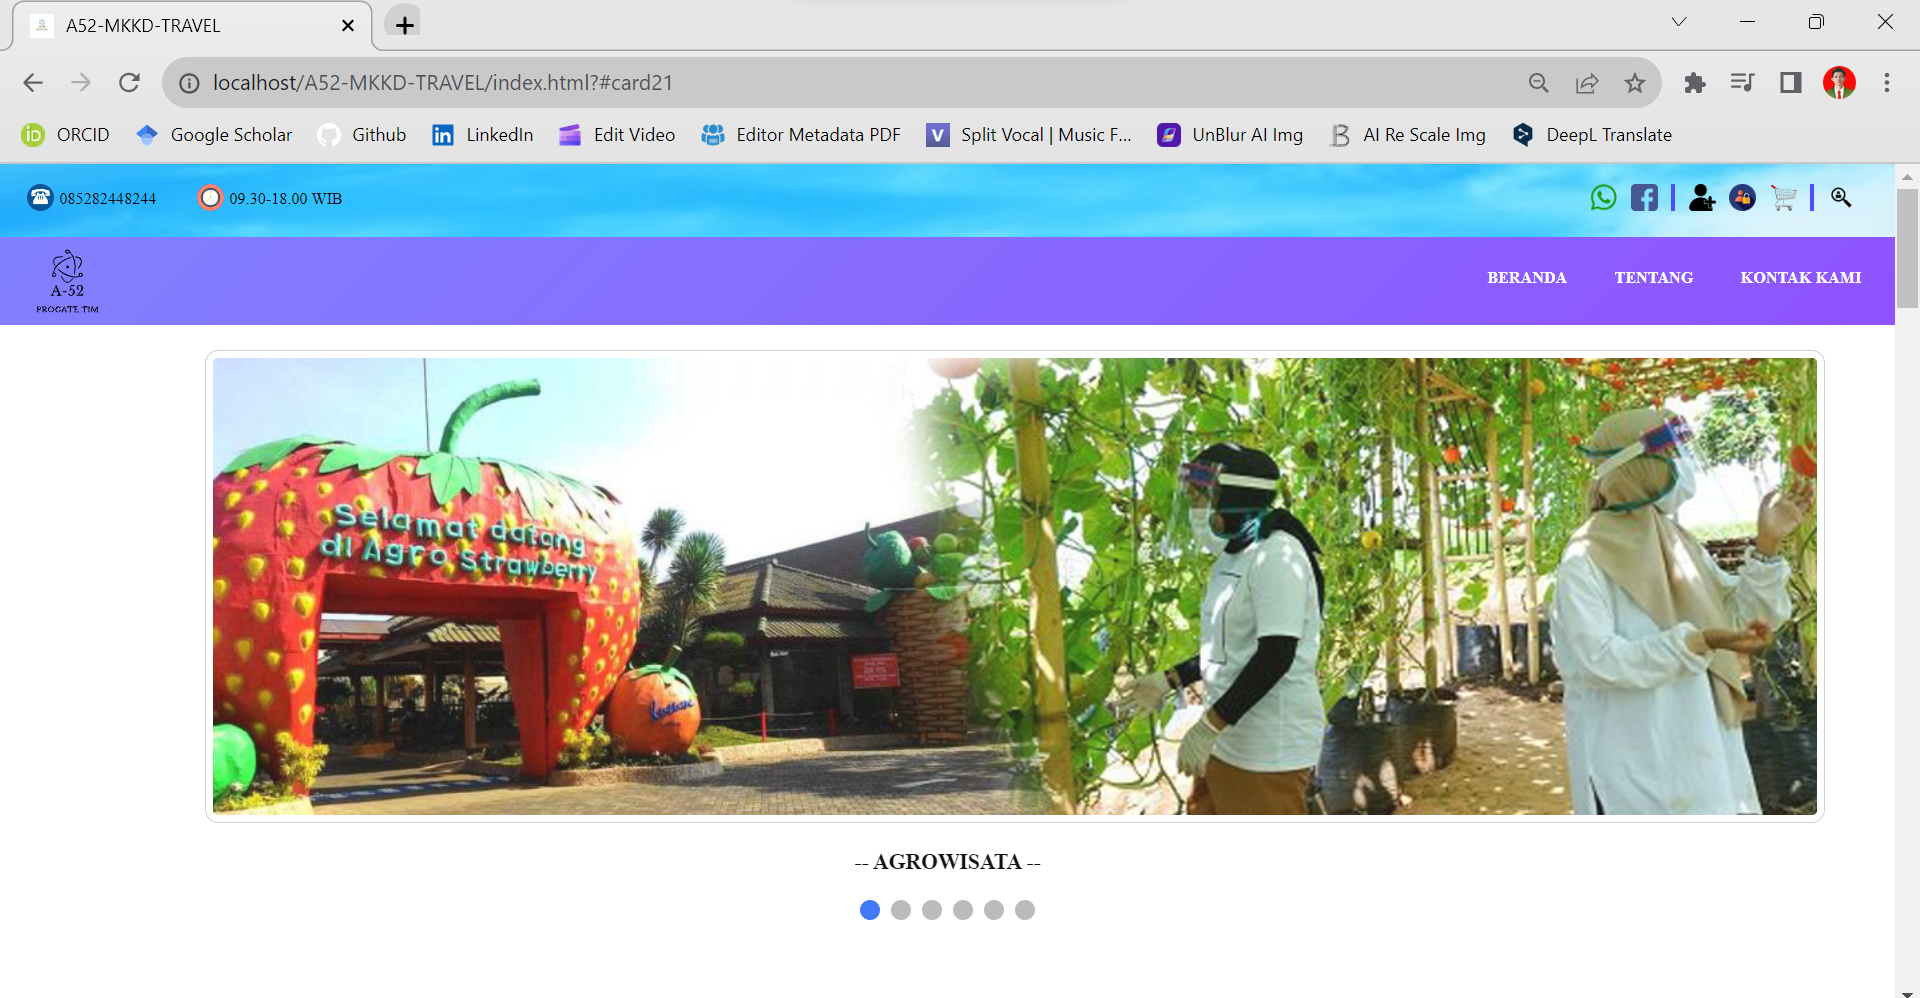 A52-MKKD-TRAVEL
localhost/A52-MKKD-TRAVEL/index.html?#card21
ORCID
Google Scholar
Github
LinkedIn
Edit Video
Editor Metadata PDF
Split Vocal | Music F...
UnBlur AI Img
AI Re Scale Img
DeepL Translate
085282448244
09.30-18.00 WIB
A-52
PROGATE TIM
BERANDA
TENTANG
KONTAK KAMI
Selamat datang
di Agro Strawberry
-- AGROWISATA --